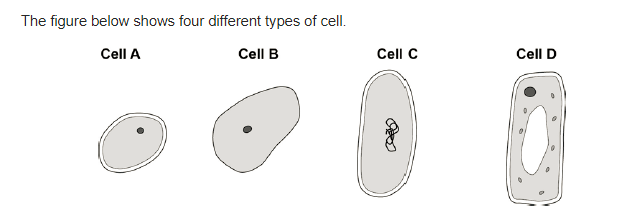 The figure below shows four different types of cell.
Cell A Cell B Cell C Cell D